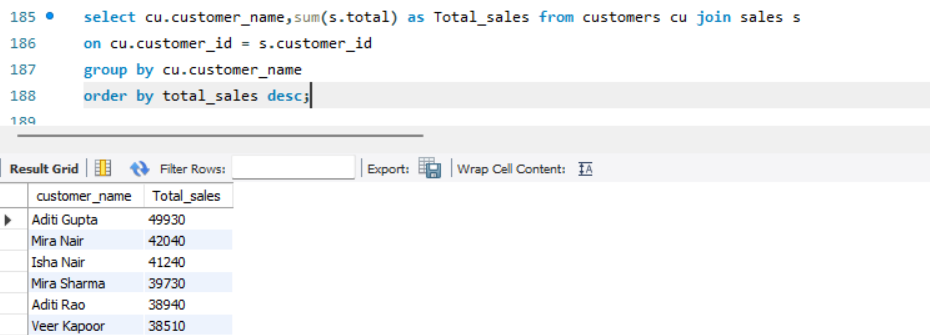 185 select cu.customer_name,sum(s.total) as Total_sales from customers cu join sales s
186 on cu.customer_id = s.customer_id
187 group by cu.customer_name
188 order by total_sales desc;
189
Result Grid Filter Rows: Export: Wrap Cell Content:
customer_name Total_sales
Aditi Gupta 49930
Mira Nair 42040
Isha Nair 41240
Mira Sharma 39730
Aditi Rao 38940
Veer Kapoor 38510